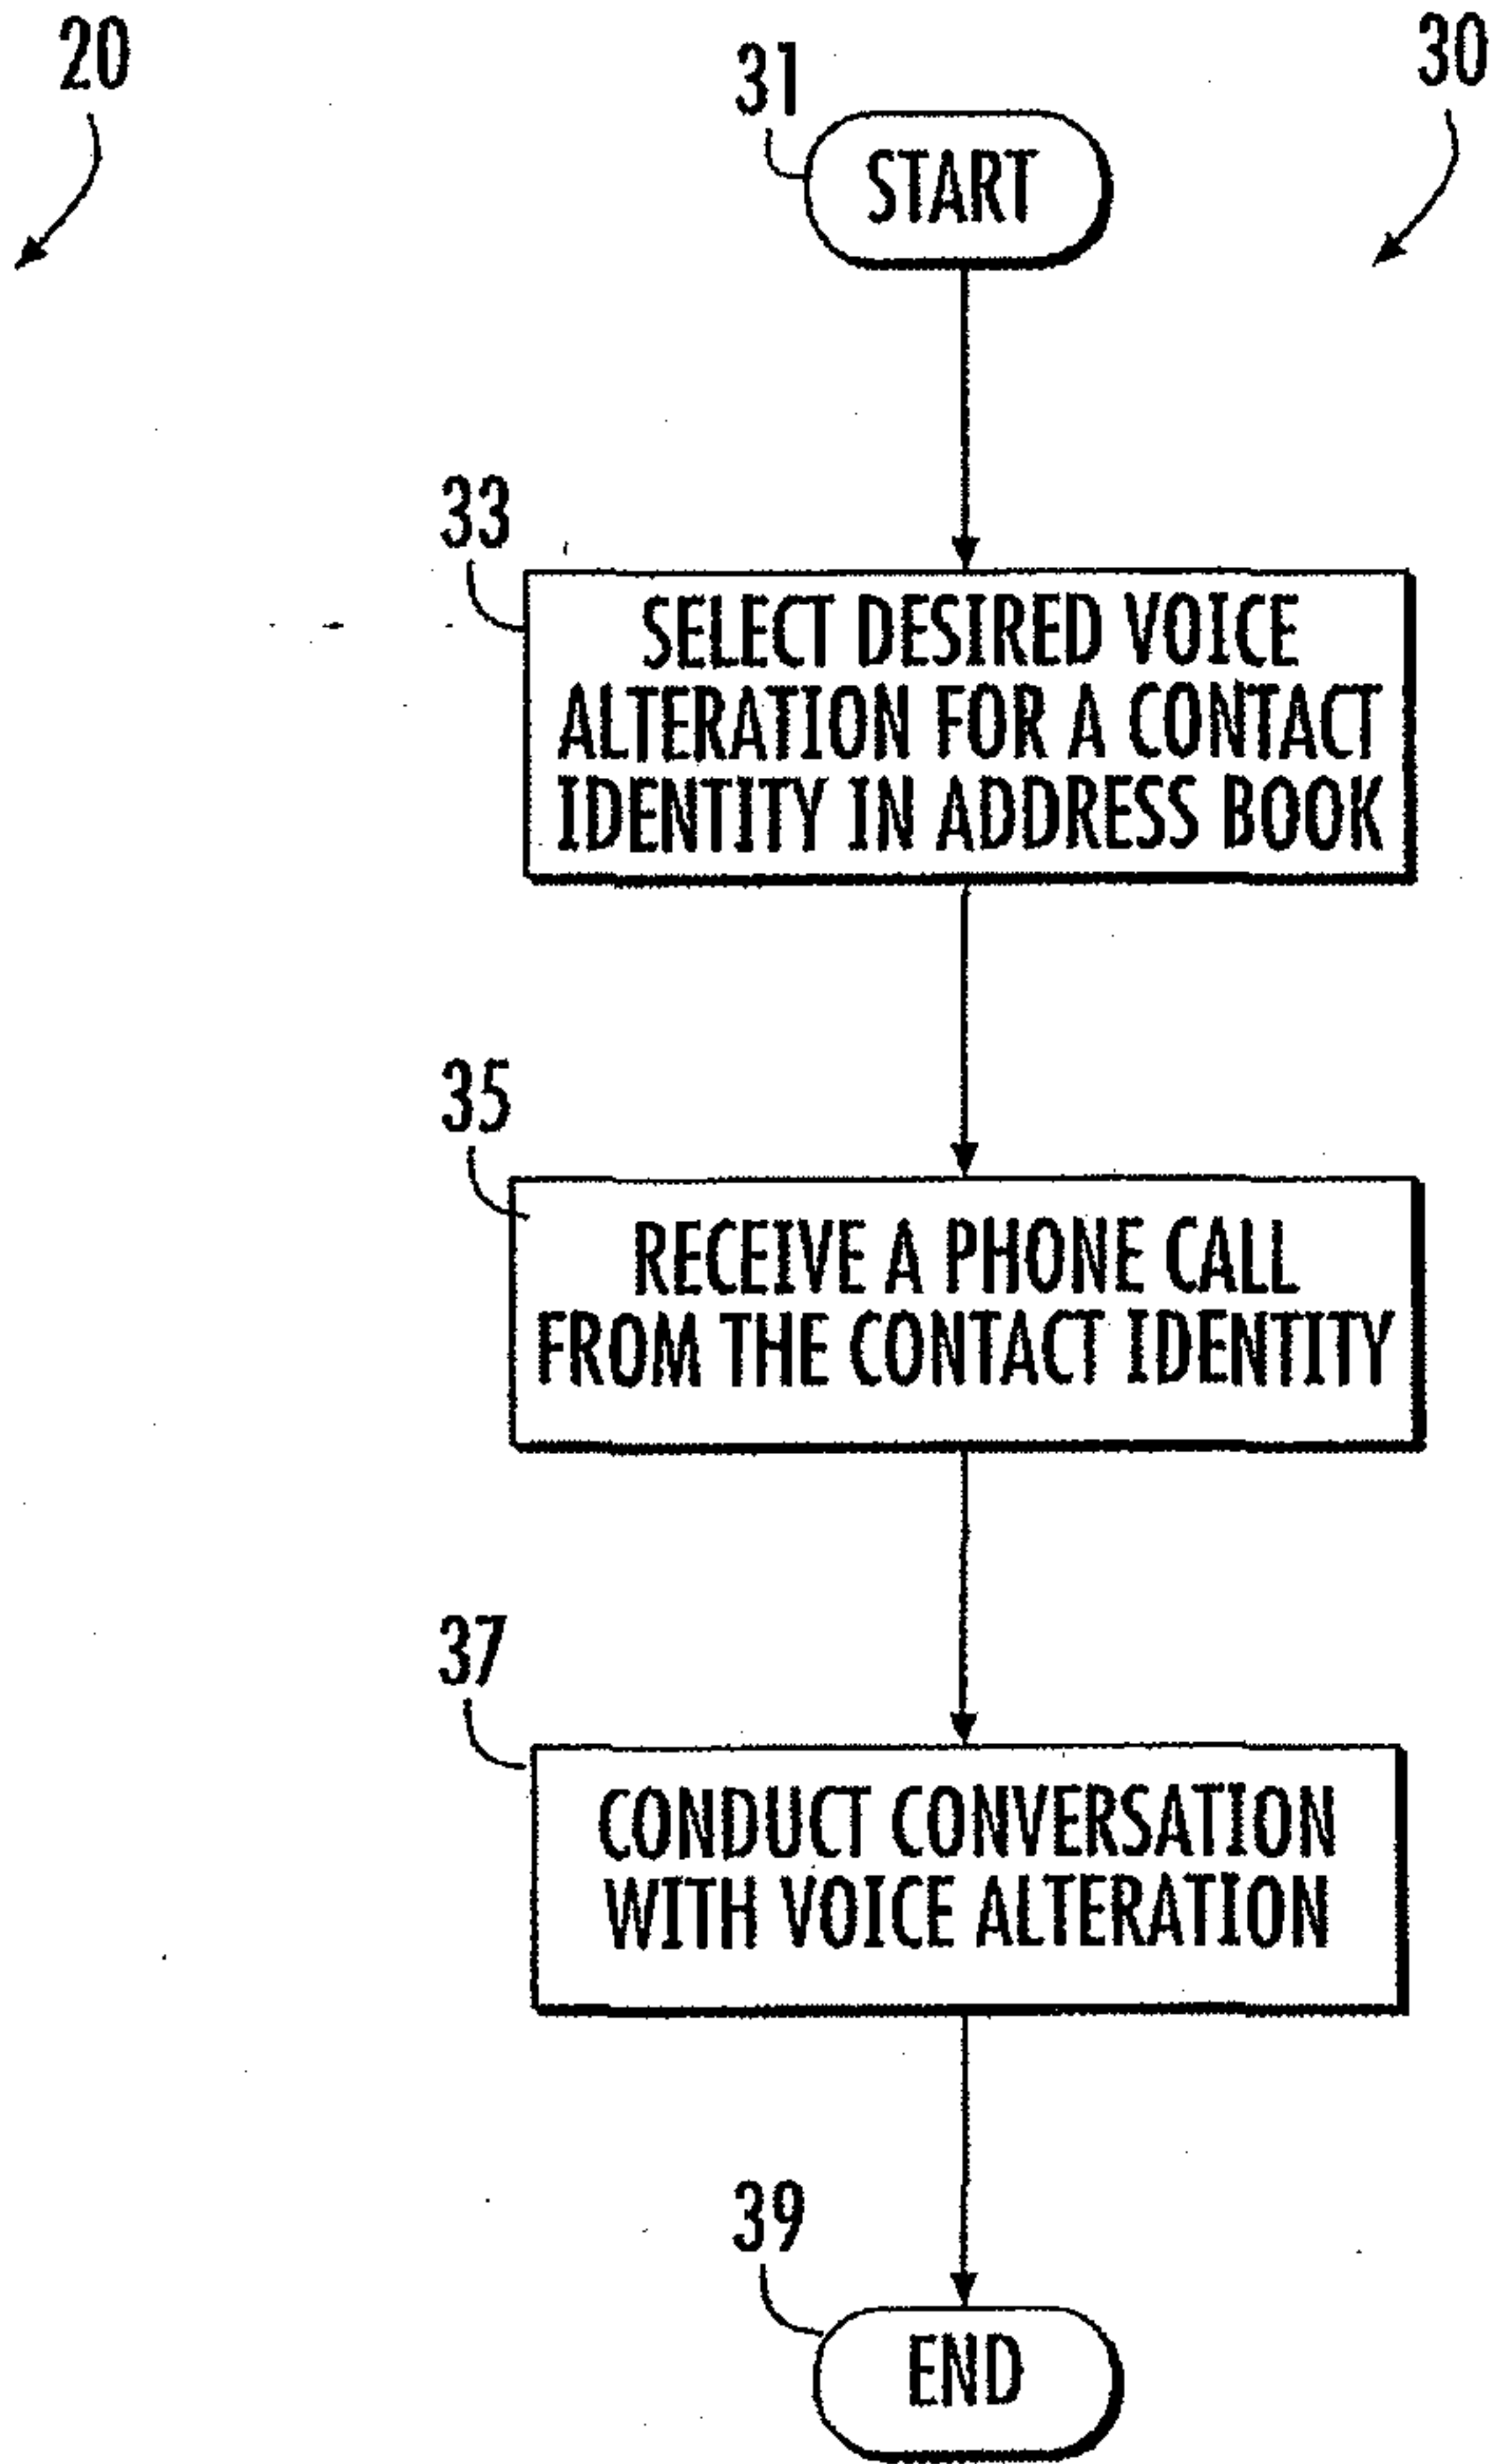 20
30
31
START
33
SELECT DESIRED VOICE
ALTERATION FOR A CONTACT
IDENTITY IN ADDRESS BOOK
35
RECEIVE A PHONE CALL
FROM THE CONTACT IDENTITY
37
CONDUCT CONVERSATION
WITH VOICE ALTERATION
39
END